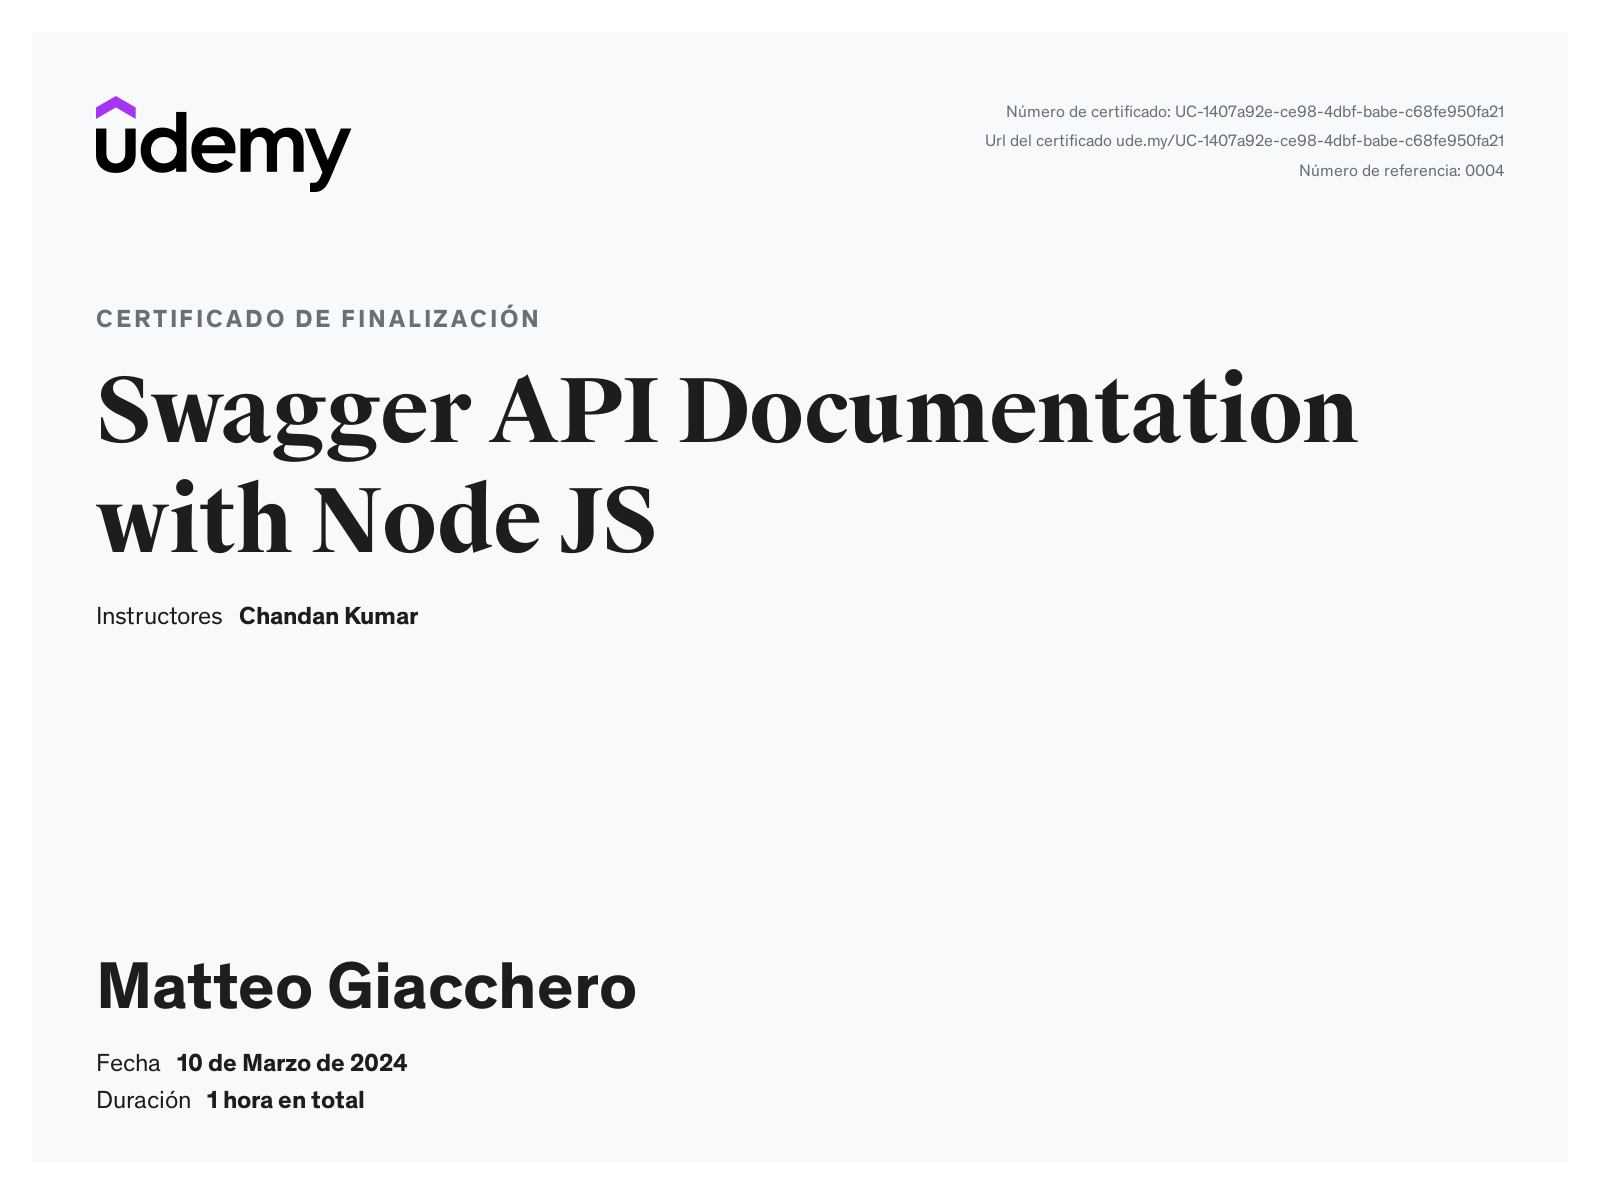 udemy
Número de certificado: UC-1407a92e-ce98-4dbf-babe-c68fe950fa21
Url del certificado ude.my/UC-1407a92e-ce98-4dbf-babe-c68fe950fa21
Número de referencia: 0004
CERTIFICADO DE FINALIZACIÓN
Swagger API Documentation
with Node JS
Instructores Chandan Kumar
Matteo Giacchero
Fecha 10 de Marzo de 2024
Duración 1 hora en total